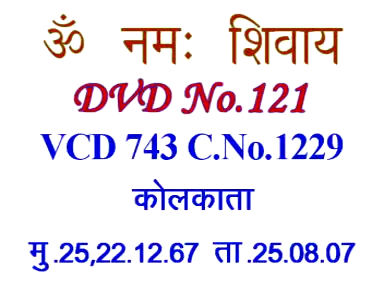 ॐ नमः शिवाय
DVD No.121
VCD 743 C.No.1229
कोलकाता
मु.25,22.12.67 ता.25.08.07